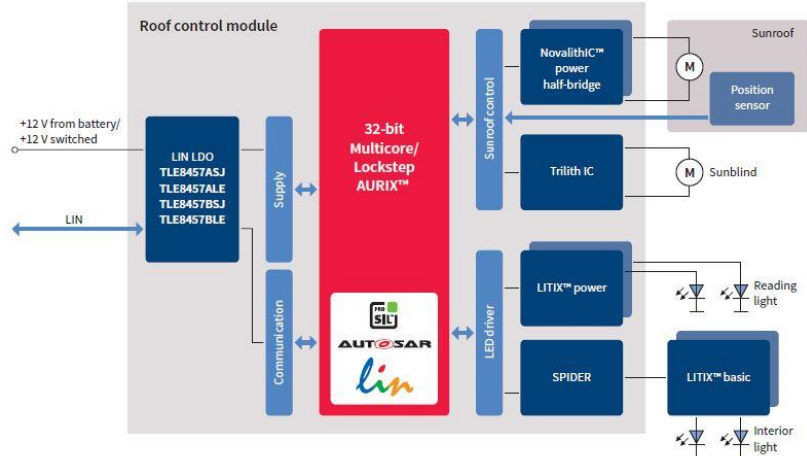 Roof control module
Sunroof
NovalithIC™
power
half-bridge
M
Position
sensor
+12 V from battery/
+12 V switched
LIN LDO
TLE8457ASJ
TLE8457ALE
TLE8457BSJ
TLE8457BLE
Supply
32-bit
Multicore/
Lockstep
AURIX™
Sunroof control
Trilith IC
M
Sunblind
LIN
Communication
PRO
SIL
AUTOSAR
lin
LED driver
LITIX™ power
Reading
light
SPIDER
LITIX™ basic
Interior
light